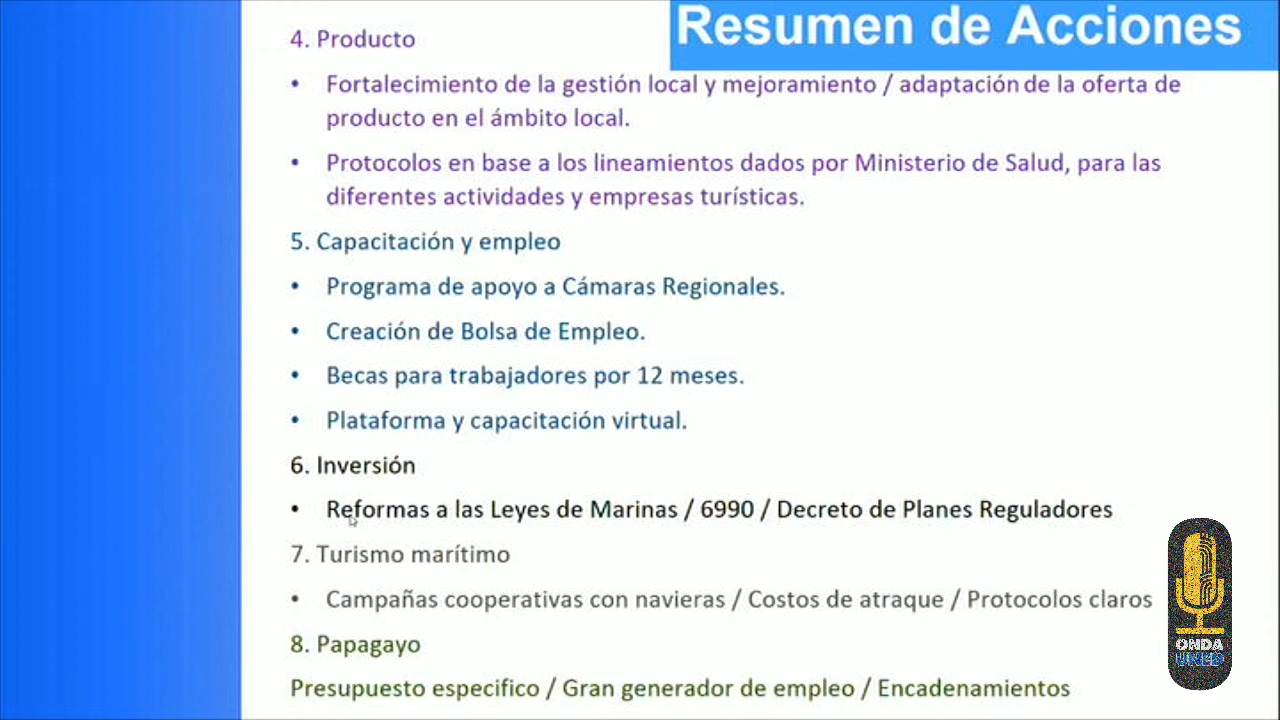 Resumen de Acciones
4. Producto
• Fortalecimiento de la gestión local y mejoramiento / adaptación de la oferta de
producto en el ámbito local.
• Protocolos en base a los lineamientos dados por Ministerio de Salud, para las
diferentes actividades y empresas turísticas.
5. Capacitación y empleo
• Programa de apoyo a Cámaras Regionales.
• Creación de Bolsa de Empleo.
• Becas para trabajadores por 12 meses.
• Plataforma y capacitación virtual.
6. Inversión
• Reformas a las Leyes de Marinas / 6990 / Decreto de Planes Reguladores
7. Turismo marítimo
• Campañas cooperativas con navieras / Costos de atraque / Protocolos claros
8. Papagayo
Presupuesto especifico / Gran generador de empleo / Encadenamientos
ONDA
UNED